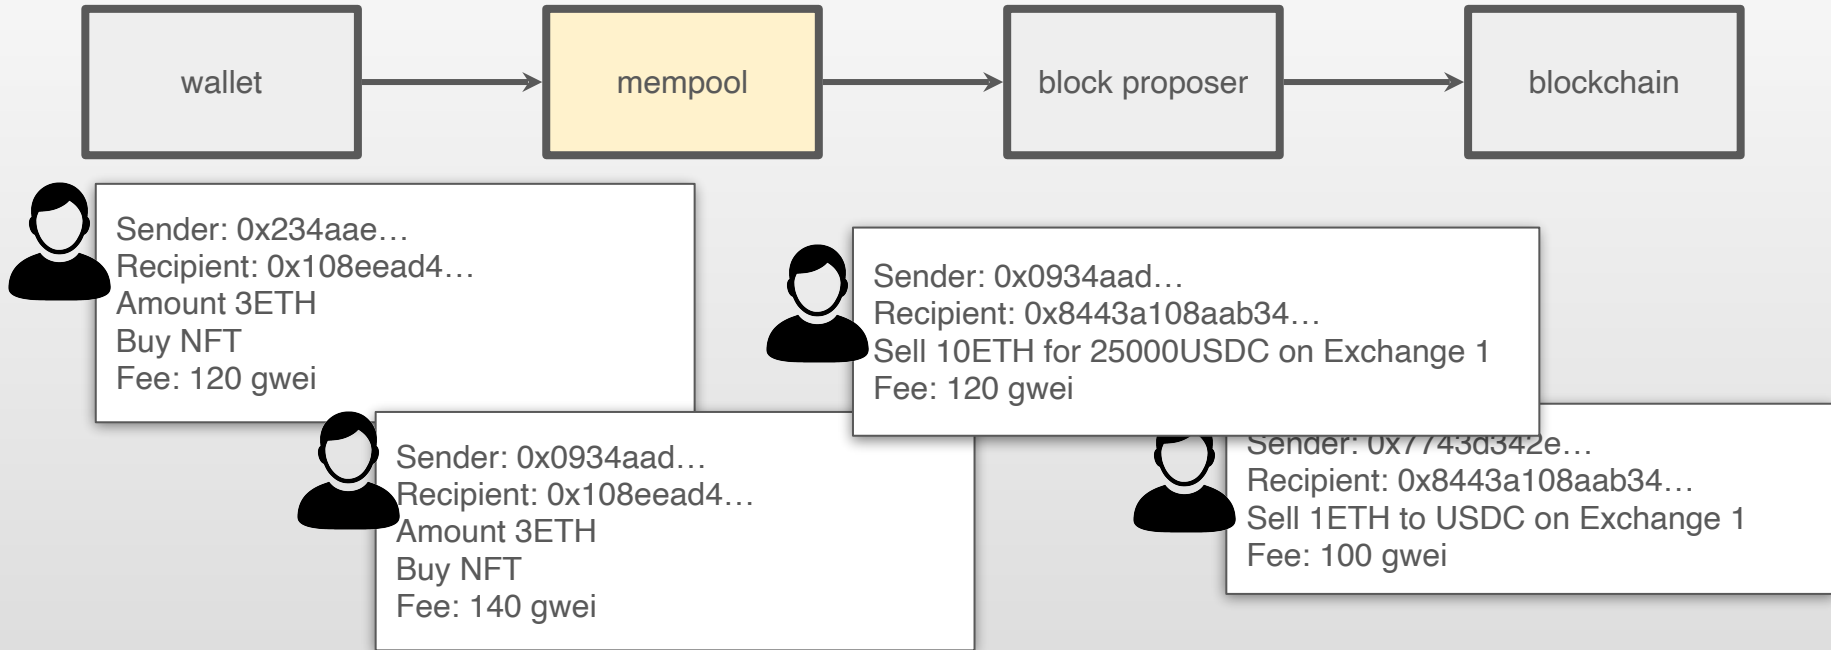 wallet
mempool
block proposer
blockchain
Sender: 0x234aae…
Recipient: 0x108eead4…
Amount 3ETH
Buy NFT
Fee: 120 gwei
Sender: 0x0934aad…
Recipient: 0x8443a108aab34…
Sell 10ETH for 25000USDC on Exchange 1
Fee: 120 gwei
Sender: 0x0934aad…
Recipient: 0x108eead4…
Amount 3ETH
Buy NFT
Fee: 140 gwei
Sender: 0x7743d342e…
Recipient: 0x8443a108aab34…
Sell 1ETH to USDC on Exchange 1
Fee: 100 gwei